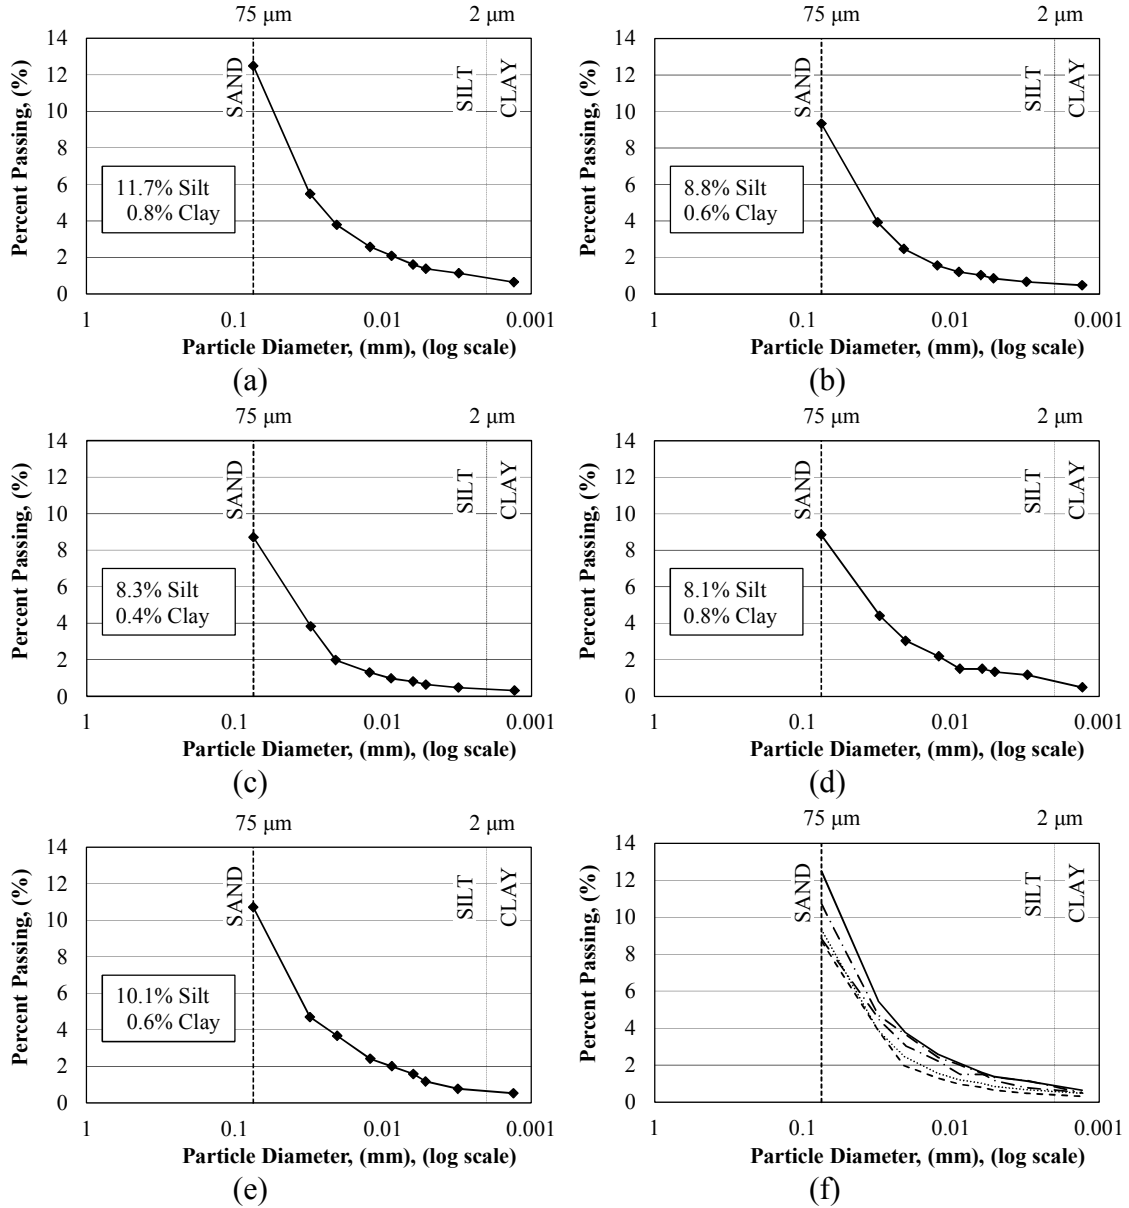 75 μm 2 μm
14
12
10
8
6
4
2
0
Percent Passing, (%)
SAND
SILT
CLAY
11.7% Silt
0.8% Clay
1 0.1 0.01 0.001
Particle Diameter, (mm), (log scale)
(a)
75 μm 2 μm
14
12
10
8
6
4
2
0
Percent Passing, (%)
SAND
SILT
CLAY
8.8% Silt
0.6% Clay
1 0.1 0.01 0.001
Particle Diameter, (mm), (log scale)
(b)
75 μm 2 μm
14
12
10
8
6
4
2
0
Percent Passing, (%)
SAND
SILT
CLAY
8.3% Silt
0.4% Clay
1 0.1 0.01 0.001
Particle Diameter, (mm), (log scale)
(c)
75 μm 2 μm
14
12
10
8
6
4
2
0
Percent Passing, (%)
SAND
SILT
CLAY
8.1% Silt
0.8% Clay
1 0.1 0.01 0.001
Particle Diameter, (mm), (log scale)
(d)
75 μm 2 μm
14
12
10
8
6
4
2
0
Percent Passing, (%)
SAND
SILT
CLAY
10.1% Silt
0.6% Clay
1 0.1 0.01 0.001
Particle Diameter, (mm), (log scale)
(e)
75 μm 2 μm
14
12
10
8
6
4
2
0
Percent Passing, (%)
SAND
SILT
CLAY
1 0.1 0.01 0.001
Particle Diameter, (mm), (log scale)
(f)